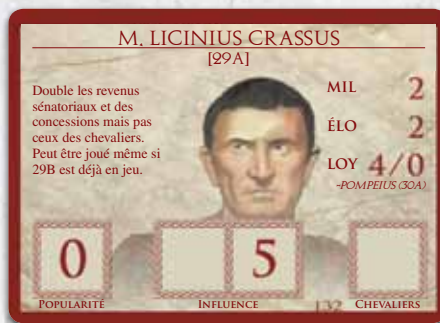 M. LICINIUS CRASSUS
[29A]
Double les revenus
sénatoriaux et des
concessions mais pas
ceux des chevaliers.
Peut être joué même si
29B est déjà en jeu.
MIL 2
ÉLO 2
LOY 4/0
-POMPEIUS (30A)
0 5
POPULARITÉ INFLUENCE 132 CHEVALIERS